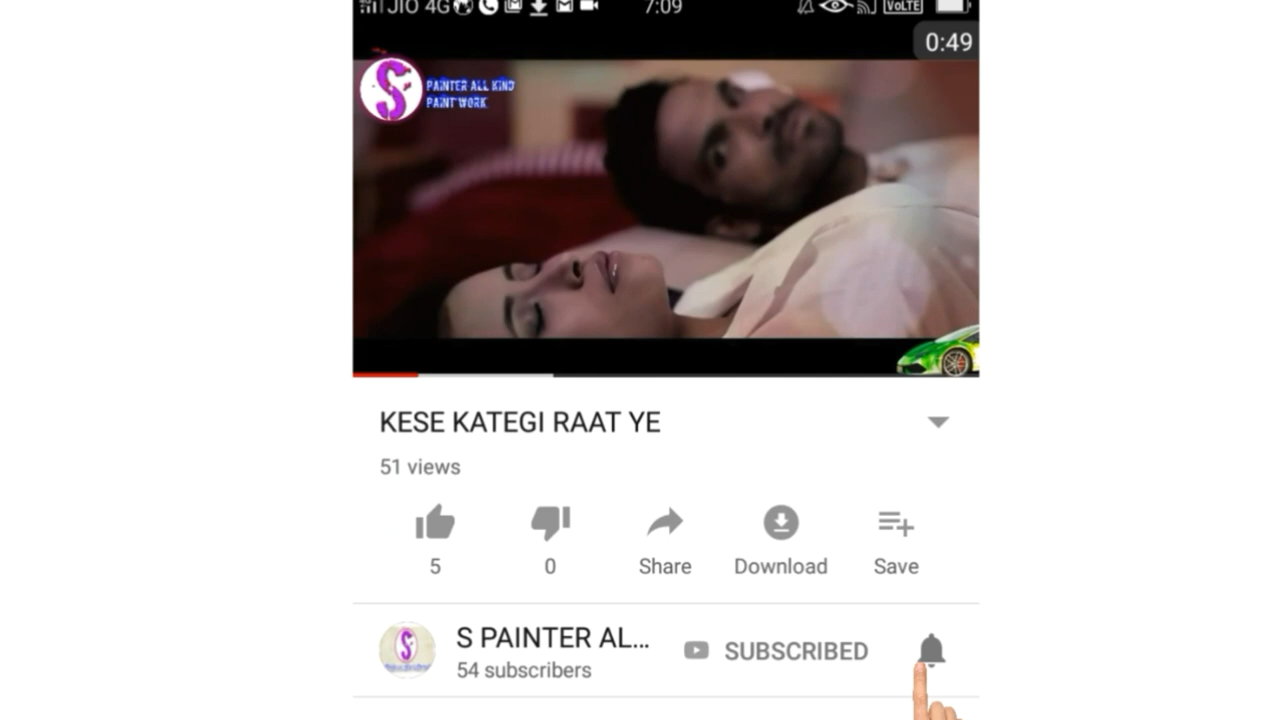 JIO 4G 7:09 VoLTE
0:49
S
PAINTER ALL KIND
PAINT WORK
KESE KATEGI RAAT YE
51 views
5 0 Share Download Save
S PAINTER AL...
SUBSCRIBED
54 subscribers